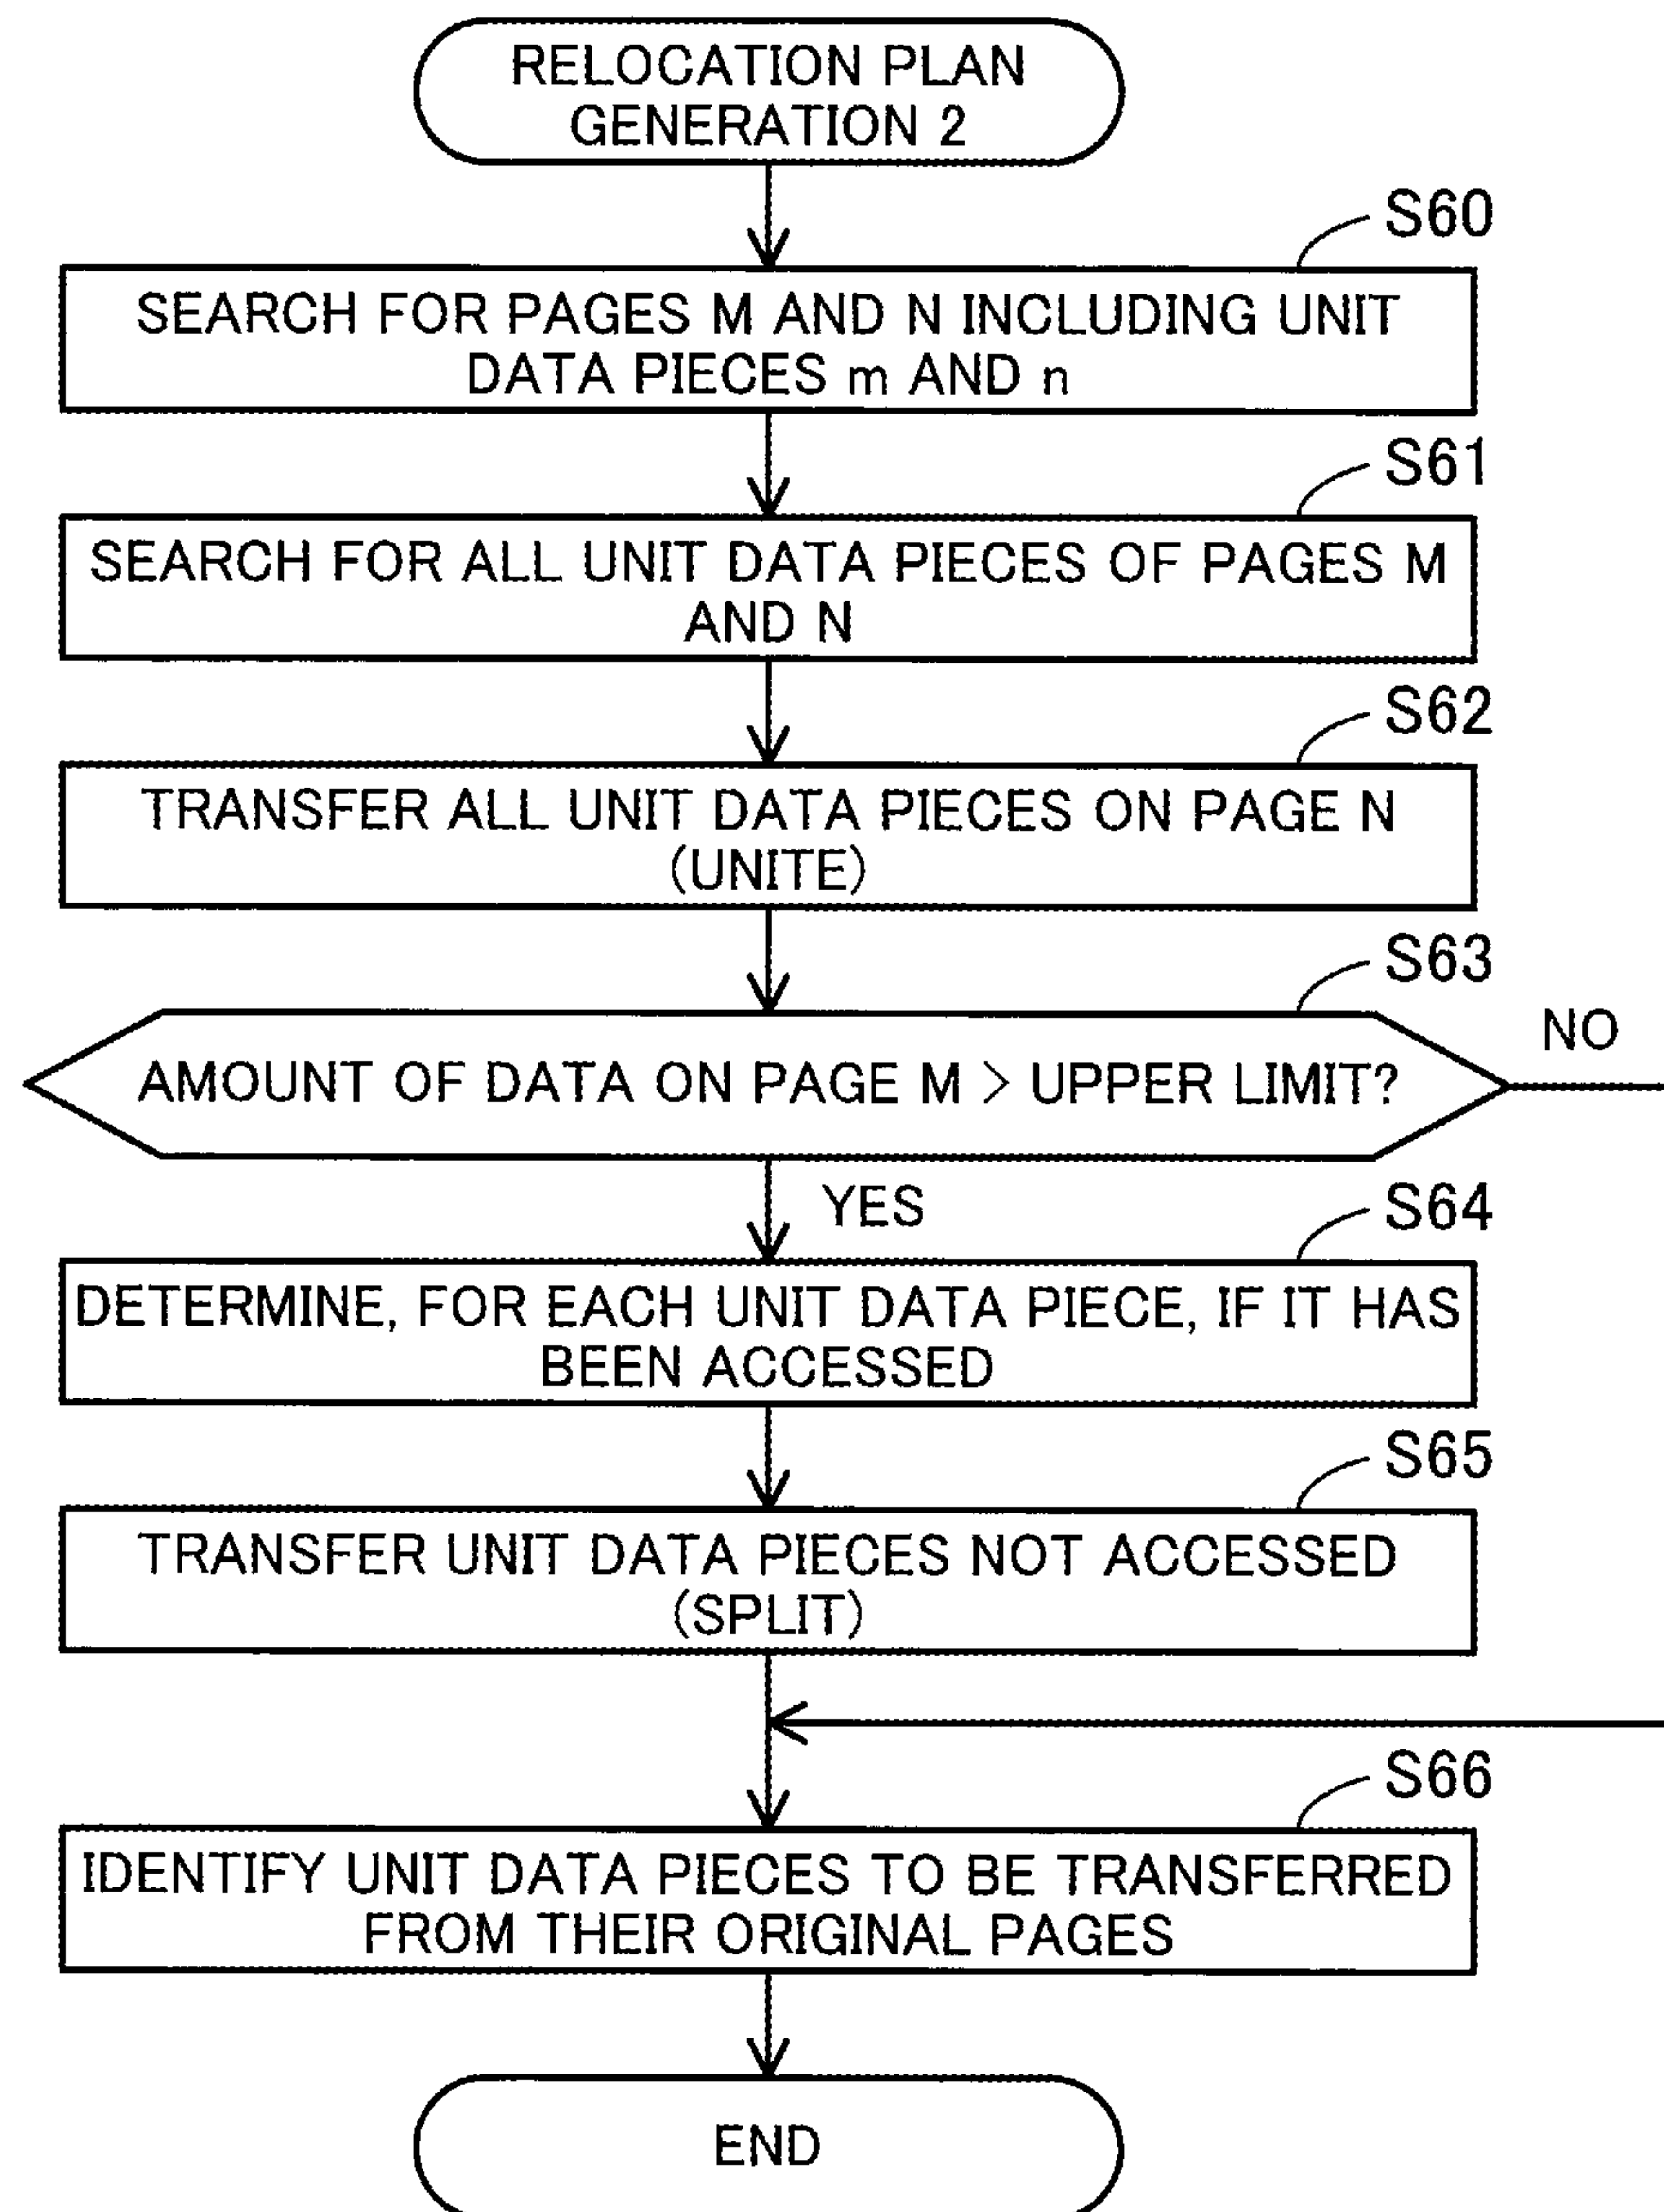 RELOCATION PLAN
GENERATION 2
S60
SEARCH FOR PAGES M AND N INCLUDING UNIT
DATA PIECES m AND n
S61
SEARCH FOR ALL UNIT DATA PIECES OF PAGES M
AND N
S62
TRANSFER ALL UNIT DATA PIECES ON PAGE N
(UNITE)
S63
NO
AMOUNT OF DATA ON PAGE M > UPPER LIMIT?
YES
S64
DETERMINE, FOR EACH UNIT DATA PIECE, IF IT HAS
BEEN ACCESSED
S65
TRANSFER UNIT DATA PIECES NOT ACCESSED
(SPLIT)
S66
IDENTIFY UNIT DATA PIECES TO BE TRANSFERRED
FROM THEIR ORIGINAL PAGES
END